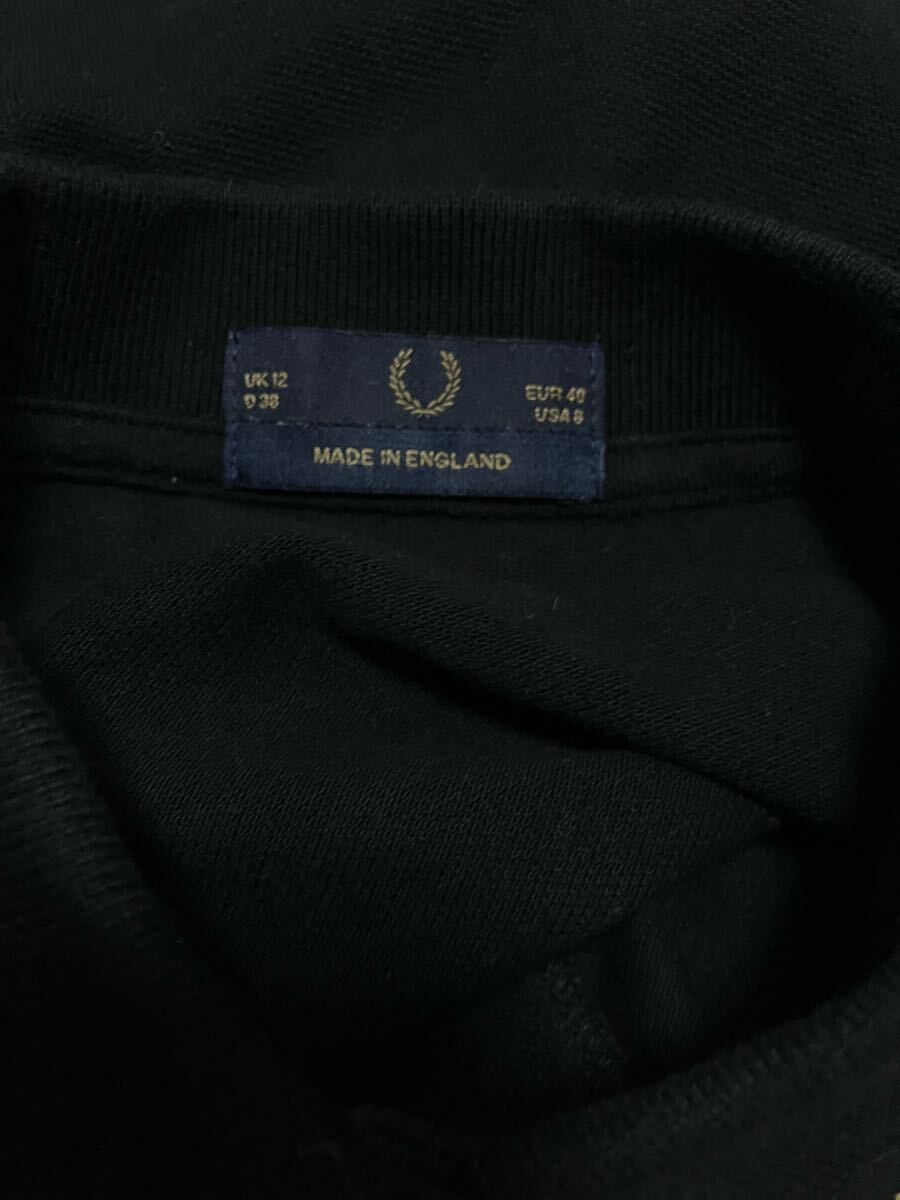 UK 12
D 38
EUR 40
USA 8
MADE IN ENGLAND